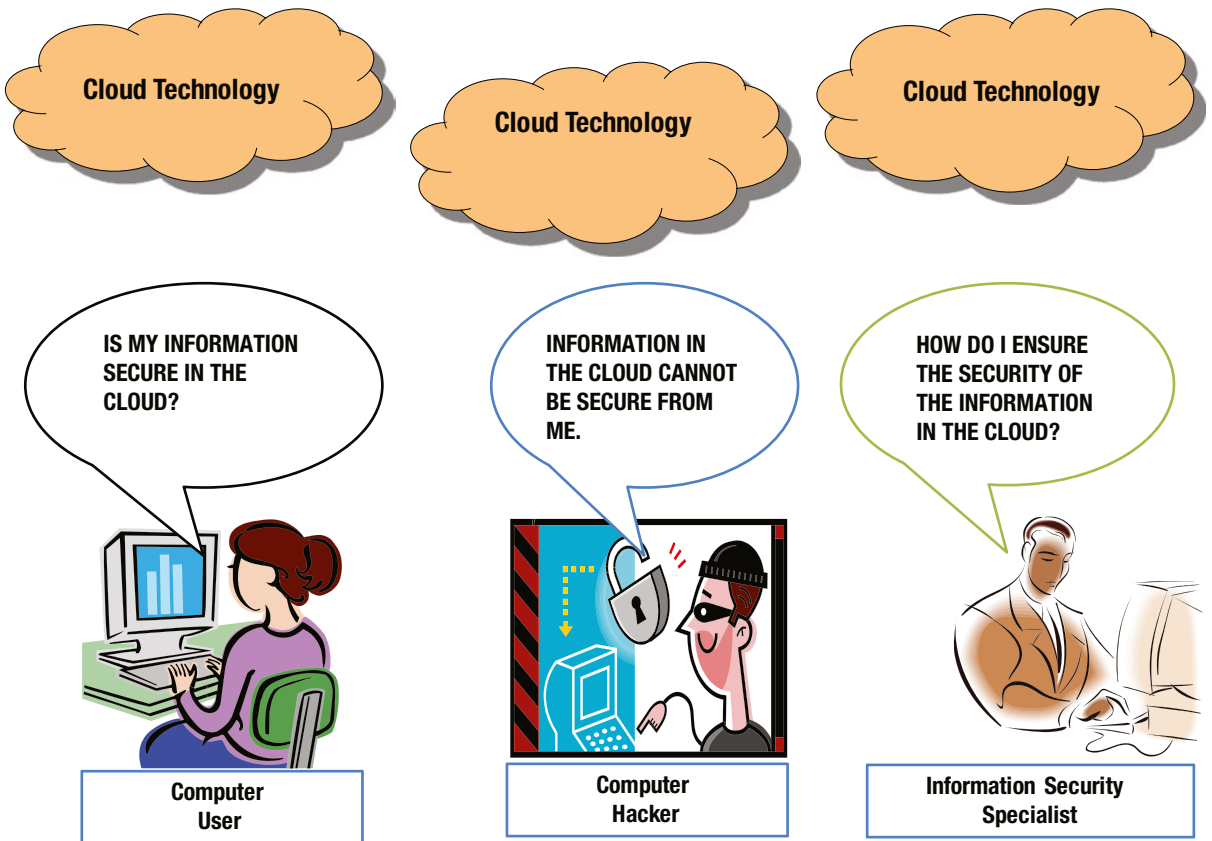 Cloud Technology
Cloud Technology
Cloud Technology
IS MY INFORMATION
SECURE IN THE
CLOUD?
INFORMATION IN
THE CLOUD CANNOT
BE SECURE FROM
ME.
HOW DO I ENSURE
THE SECURITY OF
THE INFORMATION
IN THE CLOUD?
Computer
User
Computer
Hacker
Information Security
Specialist